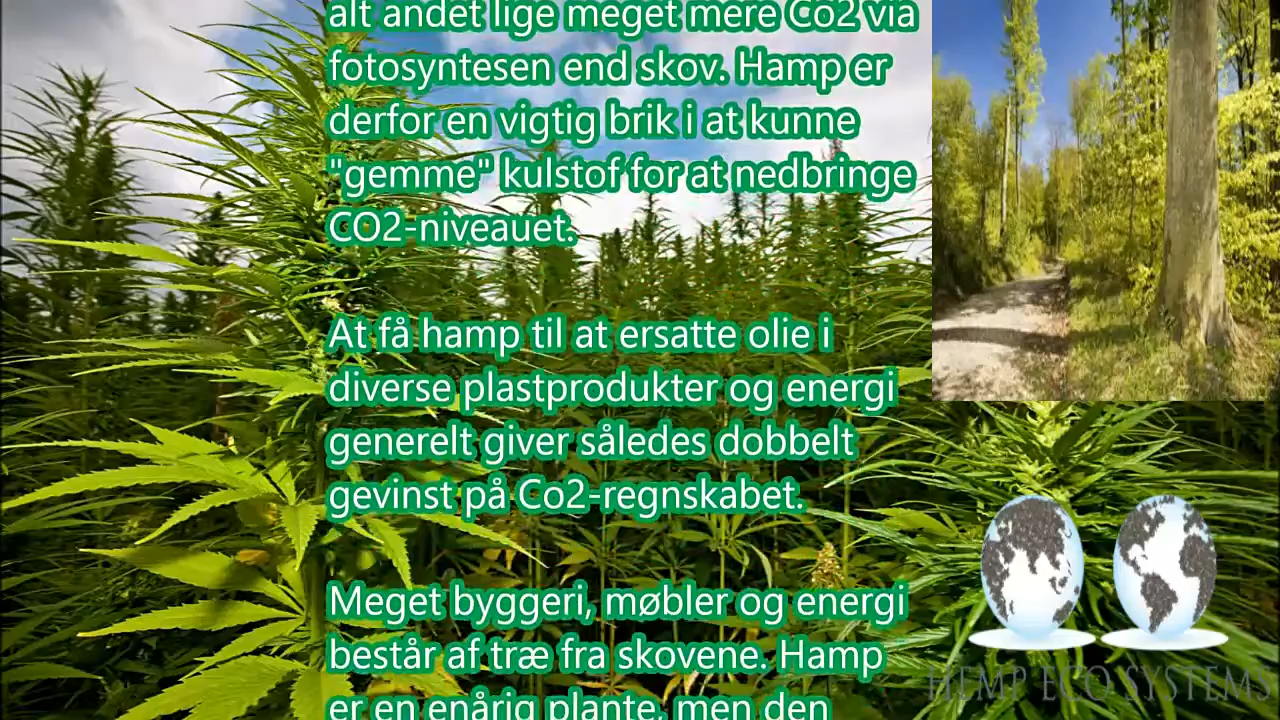 alt andet lige meget mere Co2 via
fotosyntesen end skov. Hamp er
derfor en vigtig brik i at kunne
"gemme" kulstof for at nedbringe
CO2-niveauet.
At få hamp til at ersatte olie i
diverse plastprodukter og energi
generelt giver således dobbelt
gevinst på Co2-regnskabet.
Meget byggeri, møbler og energi
består af træ fra skovene. Hamp
er en enårig plante, men den
HEMP ECO SYSTEMS